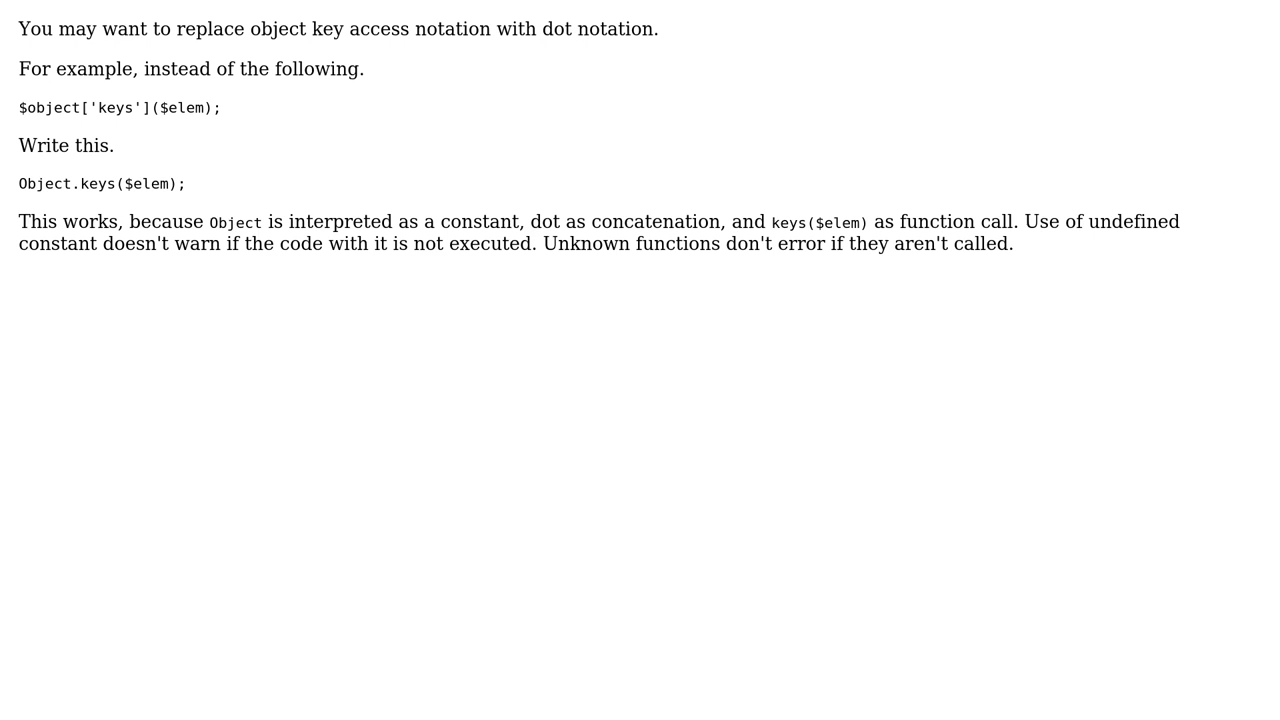 You may want to replace object key access notation with dot notation.
For example, instead of the following.
$object['keys']($elem);
Write this.
Object.keys($elem);
This works, because Object is interpreted as a constant, dot as concatenation, and keys($elem) as function call. Use of undefined
constant doesn't warn if the code with it is not executed. Unknown functions don't error if they aren't called.